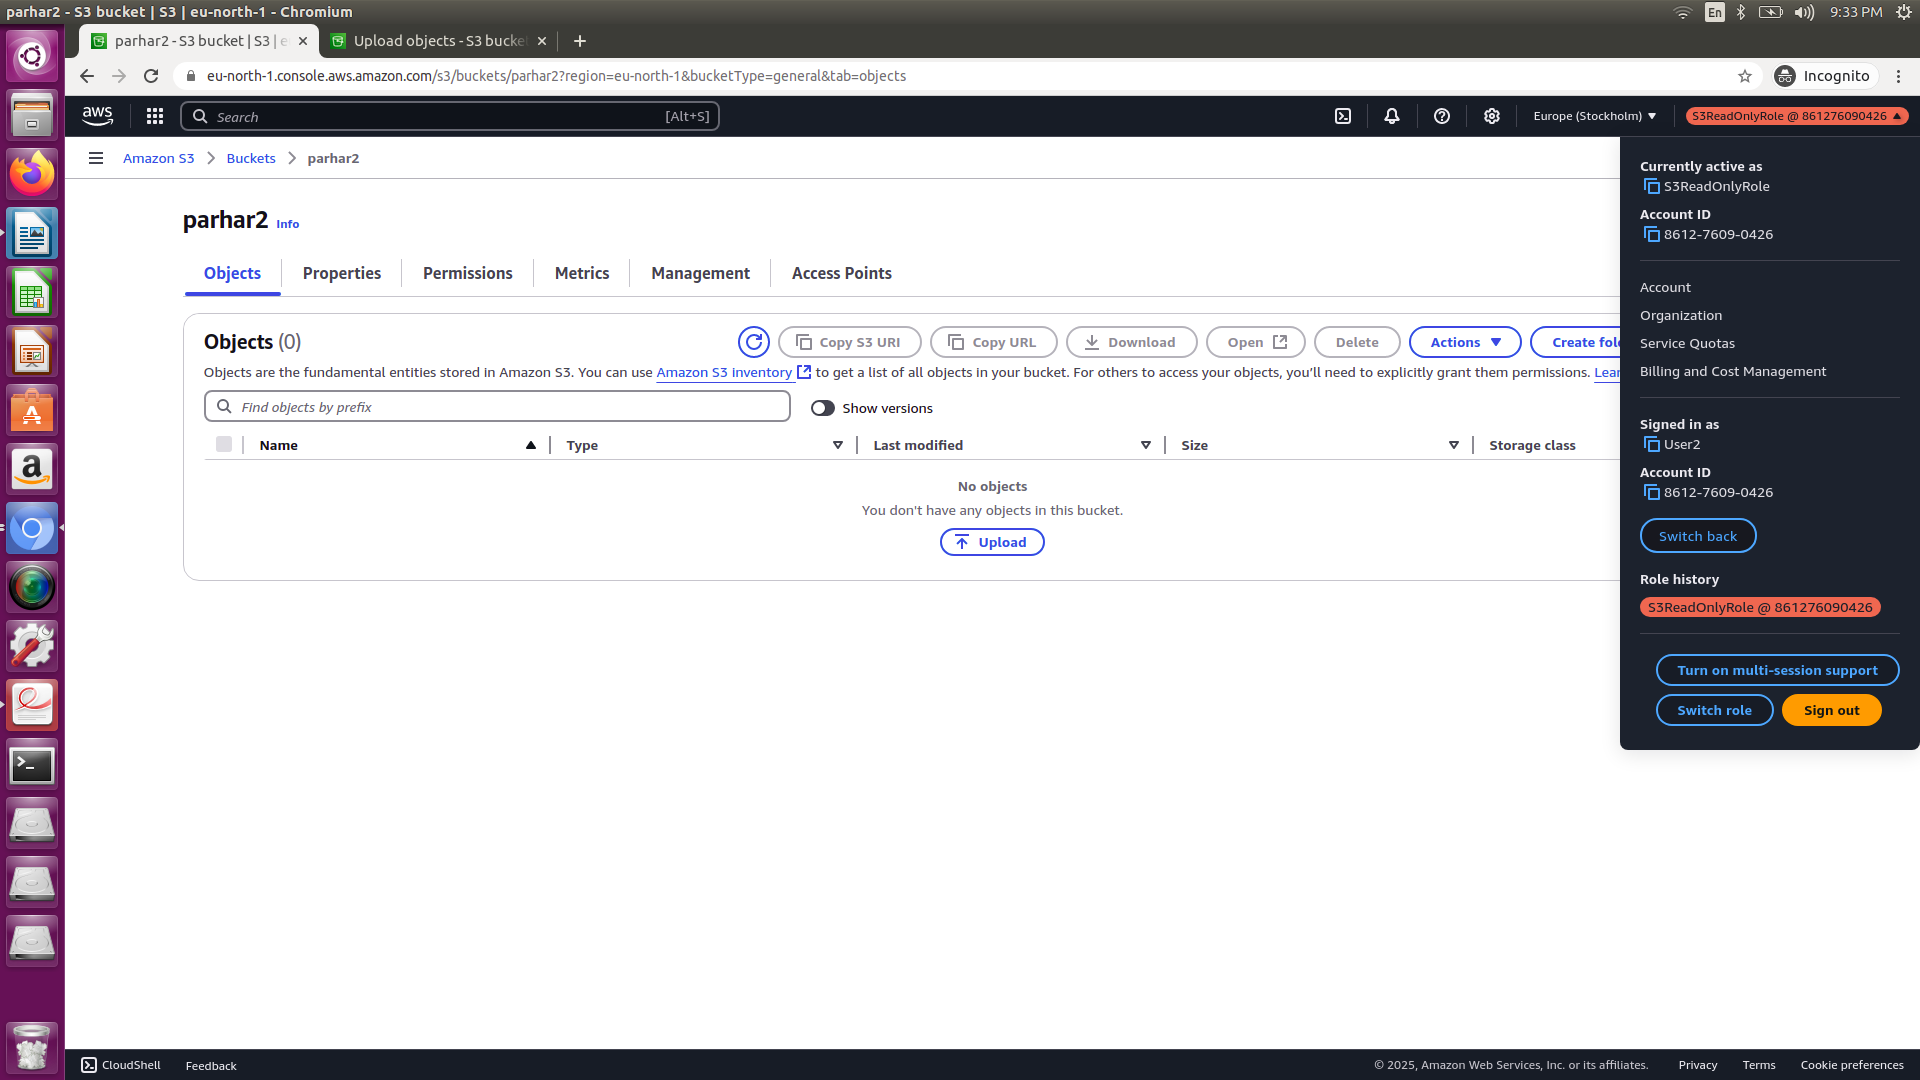 parhar2 - S3 bucket | S3 | eu-north-1 - Chromium
En
9:33 PM
parhar2 - S3 bucket | S3 | e
Upload objects - S3 bucke
eu-north-1.console.aws.amazon.com/s3/buckets/parhar2?region=eu-north-1&bucketType=general&tab=objects
Incognito
aws
Search
[Alt+S]
Europe (Stockholm)
S3ReadOnlyRole @ 861276090426
Amazon S3
Buckets
parhar2
parhar2 Info
Objects
Properties
Permissions
Metrics
Management
Access Points
Objects (0)
Copy S3 URI
Copy URL
Download
Open
Delete
Actions
Create fol
Objects are the fundamental entities stored in Amazon S3. You can use Amazon S3 inventory to get a list of all objects in your bucket. For others to access your objects, you'll need to explicitly grant them permissions. Lear
Find objects by prefix
Show versions
Name
Type
Last modified
Size
Storage class
No objects
You don't have any objects in this bucket.
Upload
Currently active as
S3ReadOnlyRole
Account ID
8612-7609-0426
Account
Organization
Service Quotas
Billing and Cost Management
Signed in as
User2
Account ID
8612-7609-0426
Switch back
Role history
S3ReadOnlyRole @ 861276090426
Turn on multi-session support
Switch role
Sign out
CloudShell
Feedback
© 2025, Amazon Web Services, Inc. or its affiliates.
Privacy
Terms
Cookie preferences